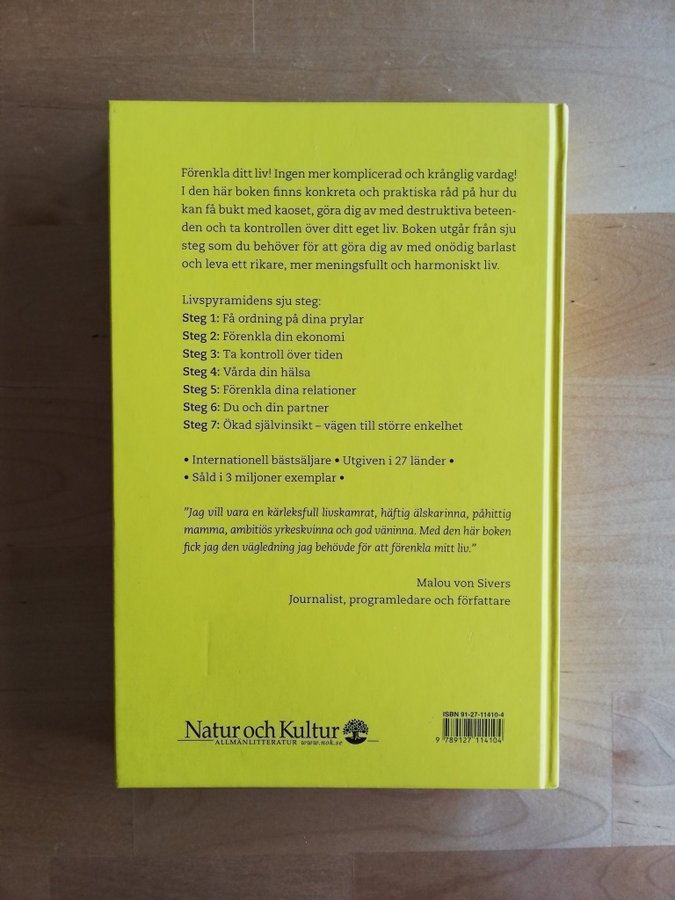 Förenkla ditt liv! Ingen mer komplicerad och krånglig vardag!
I den här boken finns konkreta och praktiska råd på hur du
kan få bukt med kaoset, göra dig av med destruktiva beteen-
den och ta kontrollen över ditt eget liv. Boken utgår från sju
steg som du behöver för att göra dig av med onödig barlast
och leva ett rikare, mer meningsfullt och harmoniskt liv.
Livspyramidens sju steg:
Steg 1: Få ordning på dina prylar
Steg 2: Förenkla din ekonomi
Steg 3: Ta kontroll över tiden
Steg 4: Vårda din hälsa
Steg 5: Förenkla dina relationer
Steg 6: Du och din partner
Steg 7: Ökad självinsikt – vägen till större enkelhet
• Internationell bästsäljare • Utgiven i 27 länder •
• Såld i 3 miljoner exemplar •
”Jag vill vara en kärleksfull livskamrat, häftig älskarinna, påhittig
mamma, ambitiös yrkeskvinna och god väninna. Med den här boken
fick jag den vägledning jag behövde för att förenkla mitt liv.”
Malou von Sivers
Journalist, programledare och författare
Natur och Kultur
ALLMÄNLITTERATUR www.nok.se
ISBN 91-27-11410-4
9 789127 114104